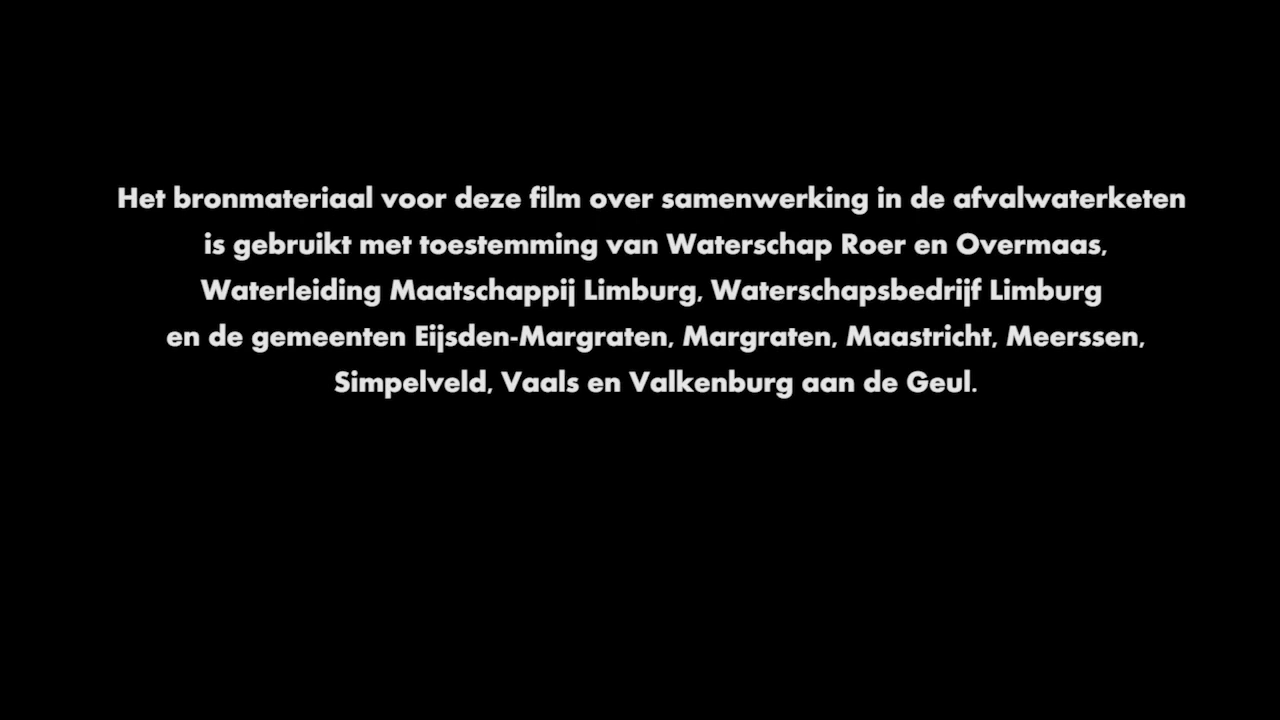 Het bronmateriaal voor deze film over samenwerking in de afvalwaterketen
is gebruikt met toestemming van Waterschap Roer en Overmaas,
Waterleiding Maatschappij Limburg, Waterschapsbedrijf Limburg
en de gemeenten Eijsden-Margraten, Margraten, Maastricht, Meerssen,
Simpelveld, Vaals en Valkenburg aan de Geul.